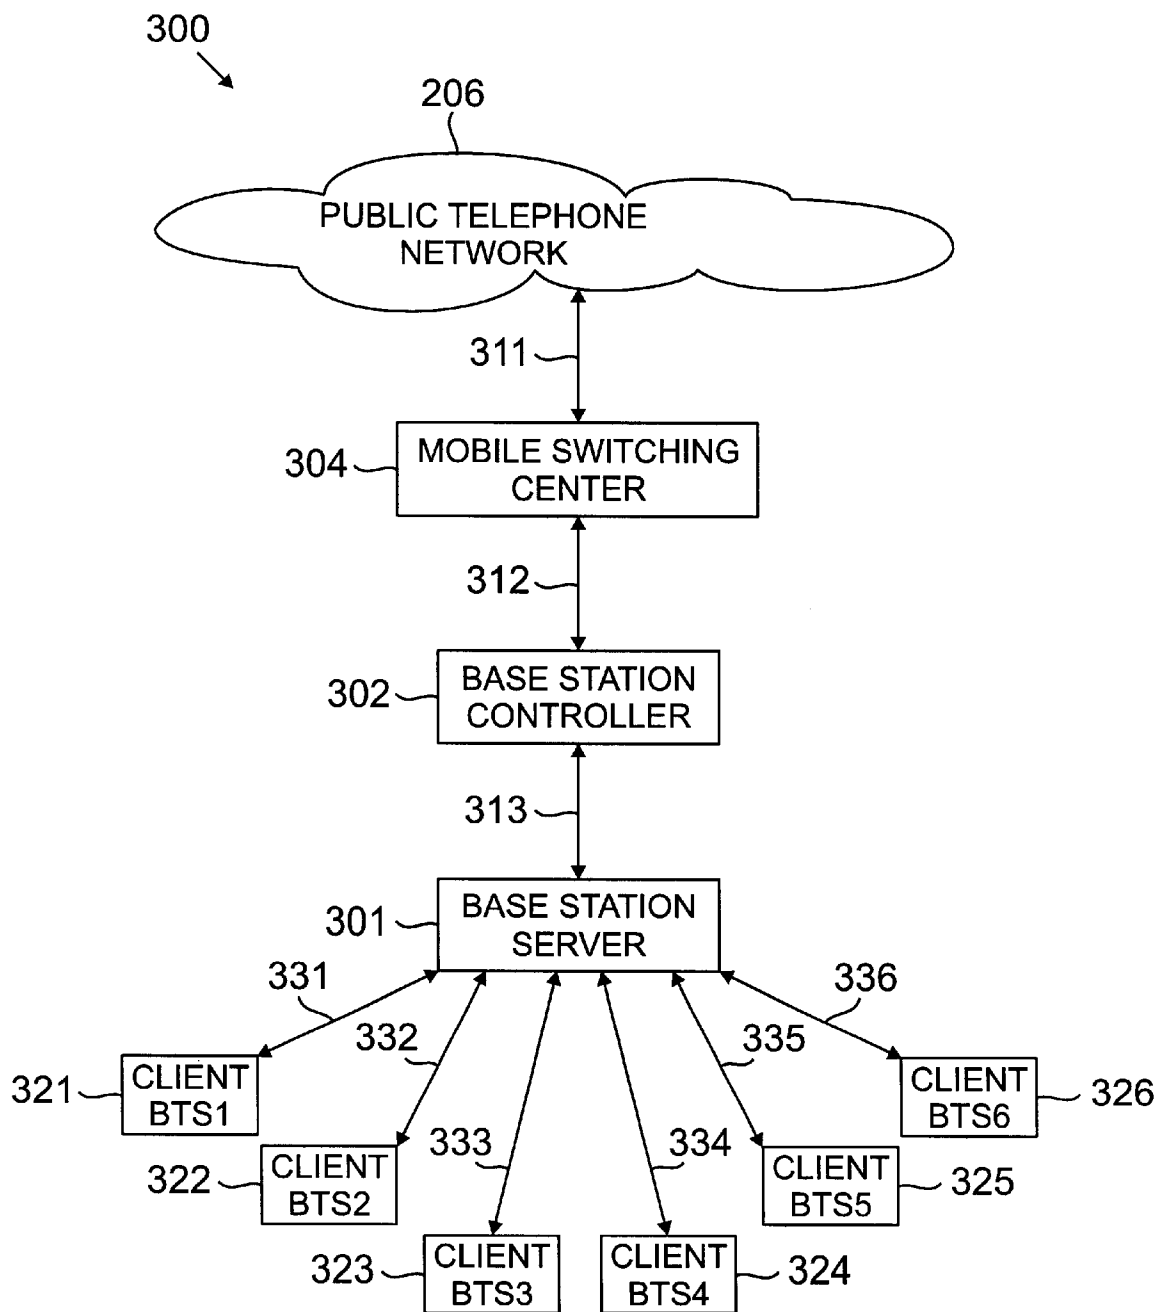 300
206
PUBLIC TELEPHONE
NETWORK
311
304
MOBILE SWITCHING
CENTER
312
302
BASE STATION
CONTROLLER
313
301
BASE STATION
SERVER
331
332
333
334
335
336
321
CLIENT
BTS1
322
CLIENT
BTS2
323
CLIENT
BTS3
CLIENT
BTS4
324
CLIENT
BTS5
325
CLIENT
BTS6
326